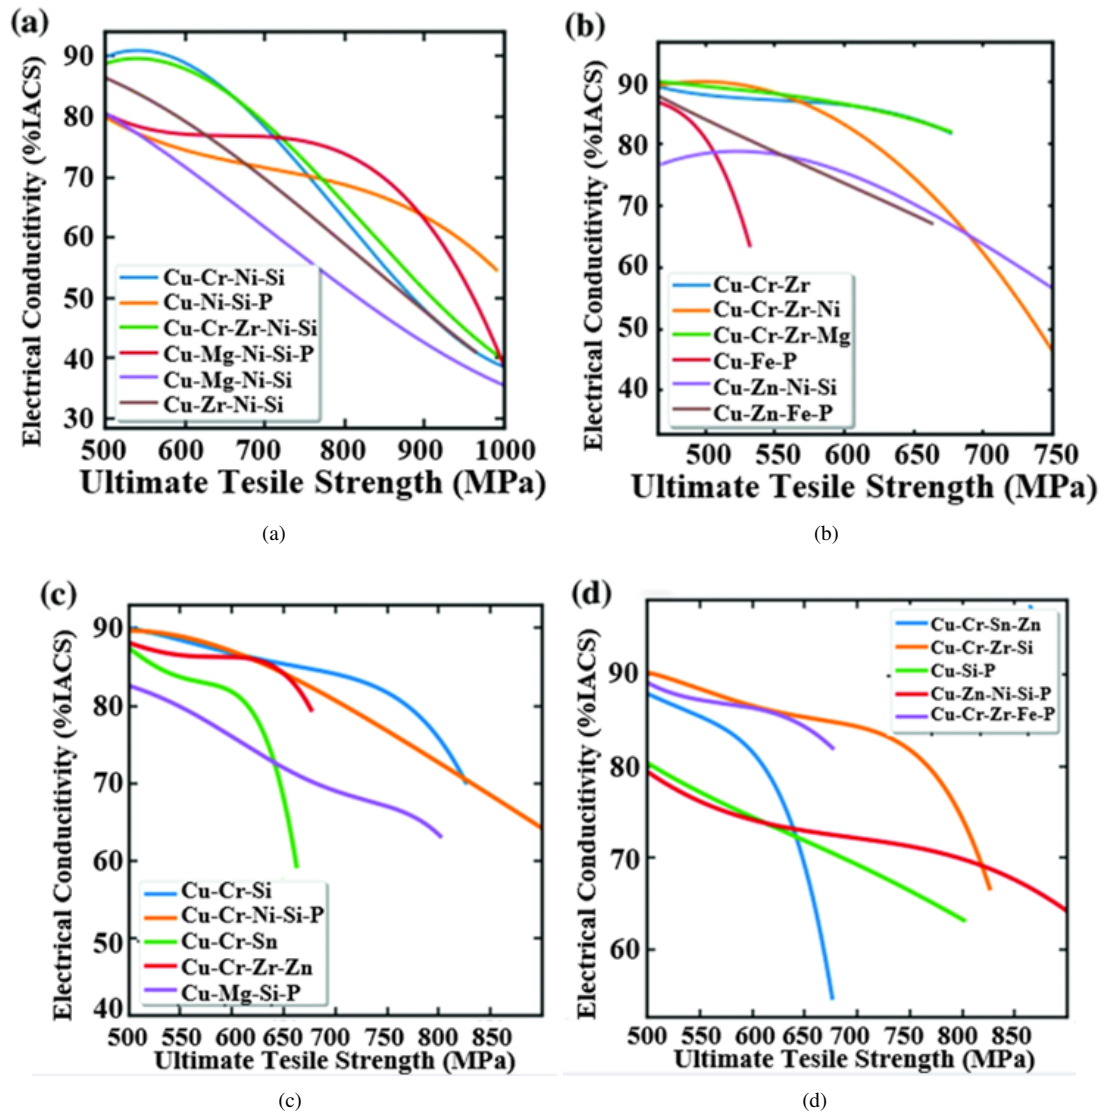 (a)
Electrical Conducitivity (%IACS)
90
80
70
60
50
40
30
Cu-Cr-Ni-Si
Cu-Ni-Si-P
Cu-Cr-Zr-Ni-Si
Cu-Mg-Ni-Si-P
Cu-Mg-Ni-Si
Cu-Zr-Ni-Si
500 600 700 800 900 1000
Ultimate Tesile Strength (MPa)
(a)
(b)
Electrical Conducitivity (%IACS)
90
80
70
60
50
40
Cu-Cr-Zr
Cu-Cr-Zr-Ni
Cu-Cr-Zr-Mg
Cu-Fe-P
Cu-Zn-Ni-Si
Cu-Zn-Fe-P
500 550 600 650 700 750
Ultimate Tesile Strength (MPa)
(b)
(c)
Electrical Conducitivity (%IACS)
90
80
70
60
50
40
Cu-Cr-Si
Cu-Cr-Ni-Si-P
Cu-Cr-Sn
Cu-Cr-Zr-Zn
Cu-Mg-Si-P
500 550 600 650 700 750 800 850
Ultimate Tesile Strength (MPa)
(c)
(d)
Electrical Conducitivity (%IACS)
90
80
70
60
Cu-Cr-Sn-Zn
Cu-Cr-Zr-Si
Cu-Si-P
Cu-Zn-Ni-Si-P
Cu-Cr-Zr-Fe-P
500 550 600 650 700 750 800 850
Ultimate Tesile Strength (MPa)
(d)